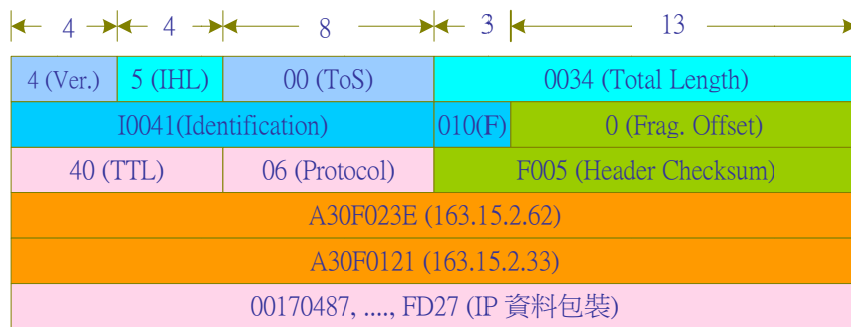 4 4 8 3 13
4 (Ver.) 5 (IHL) 00 (ToS) 0034 (Total Length)
I0041(Identification) 010(F) 0 (Frag. Offset)
40 (TTL) 06 (Protocol) F005 (Header Checksum)
A30F023E (163.15.2.62)
A30F0121 (163.15.2.33)
00170487, ...., FD27 (IP 資料包裝)